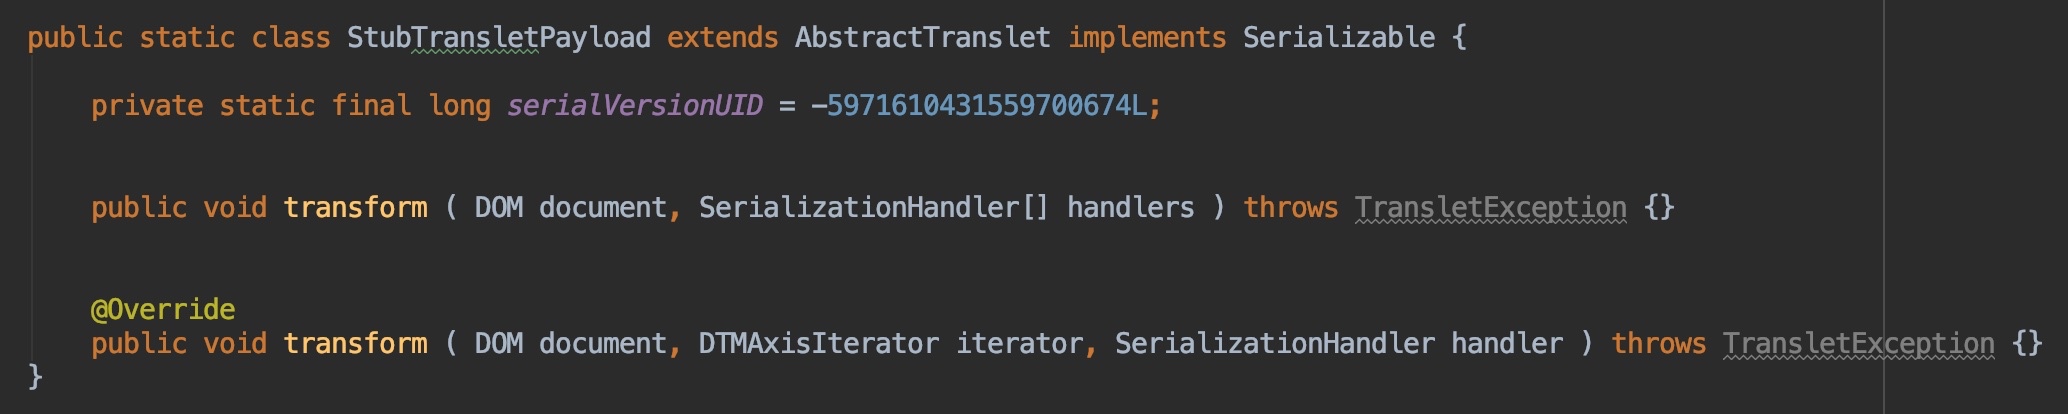 public static class StubTransletPayload extends AbstractTranslet implements Serializable {
private static final long serialVersionUID = -5971610431559700674L;
public void transform ( DOM document, SerializationHandler[] handlers ) throws TransletException {}
@Override
public void transform ( DOM document, DTMAxisIterator iterator, SerializationHandler handler ) throws TransletException {}
}